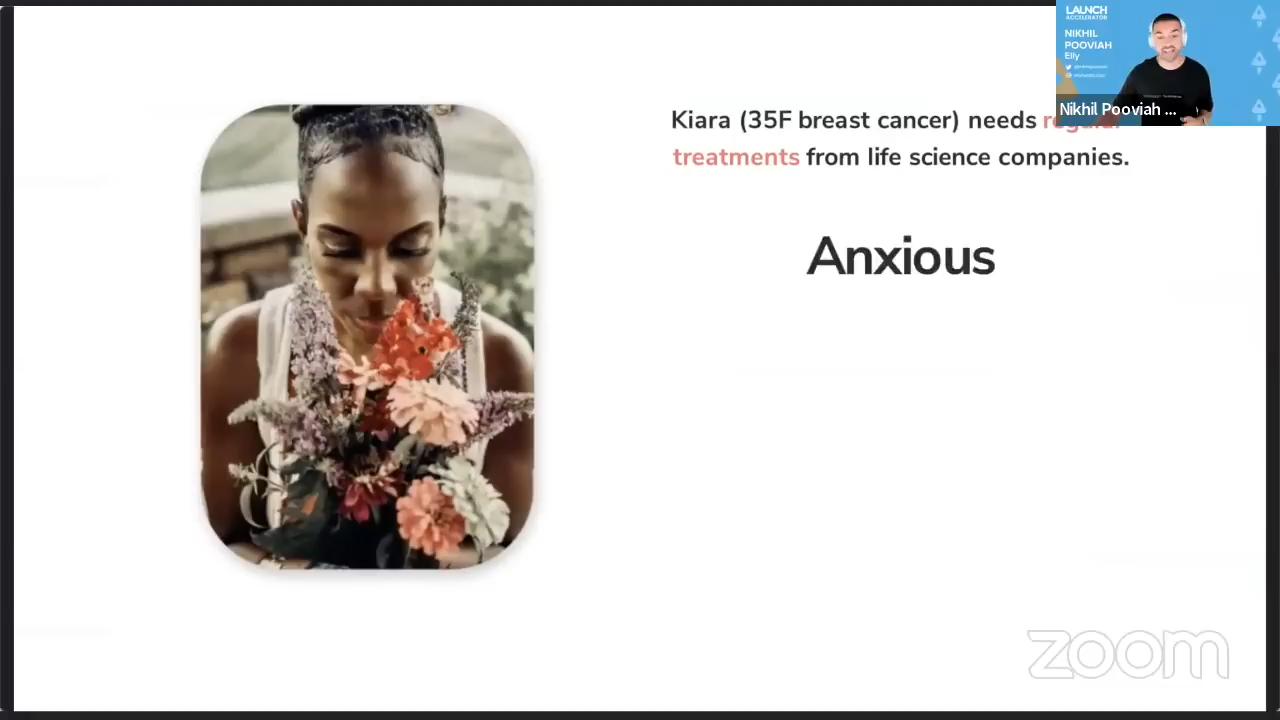 LAUNCH
ACCELERATOR
NIKHIL
POOVIAH
Elly
Nikhil Pooviah ...
Kiara (35F breast cancer) needs regular
treatments from life science companies.
Anxious
zoom